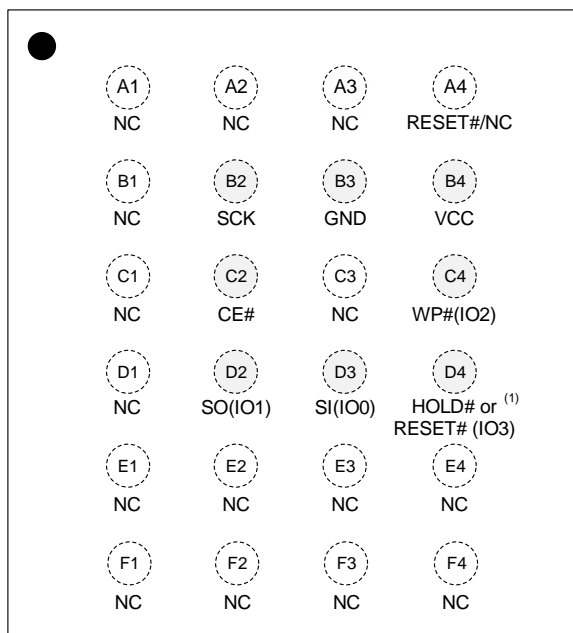 A1 A2 A3 A4
NC NC NC RESET#/NC
B1 B2 B3 B4
NC SCK GND VCC
C1 C2 C3 C4
NC CE# NC WP#(IO2)
D1 D2 D3 D4
NC SO(IO1) SI(IO0) HOLD# or (1)
RESET# (IO3)
E1 E2 E3 E4
NC NC NC NC
F1 F2 F3 F4
NC NC NC NC